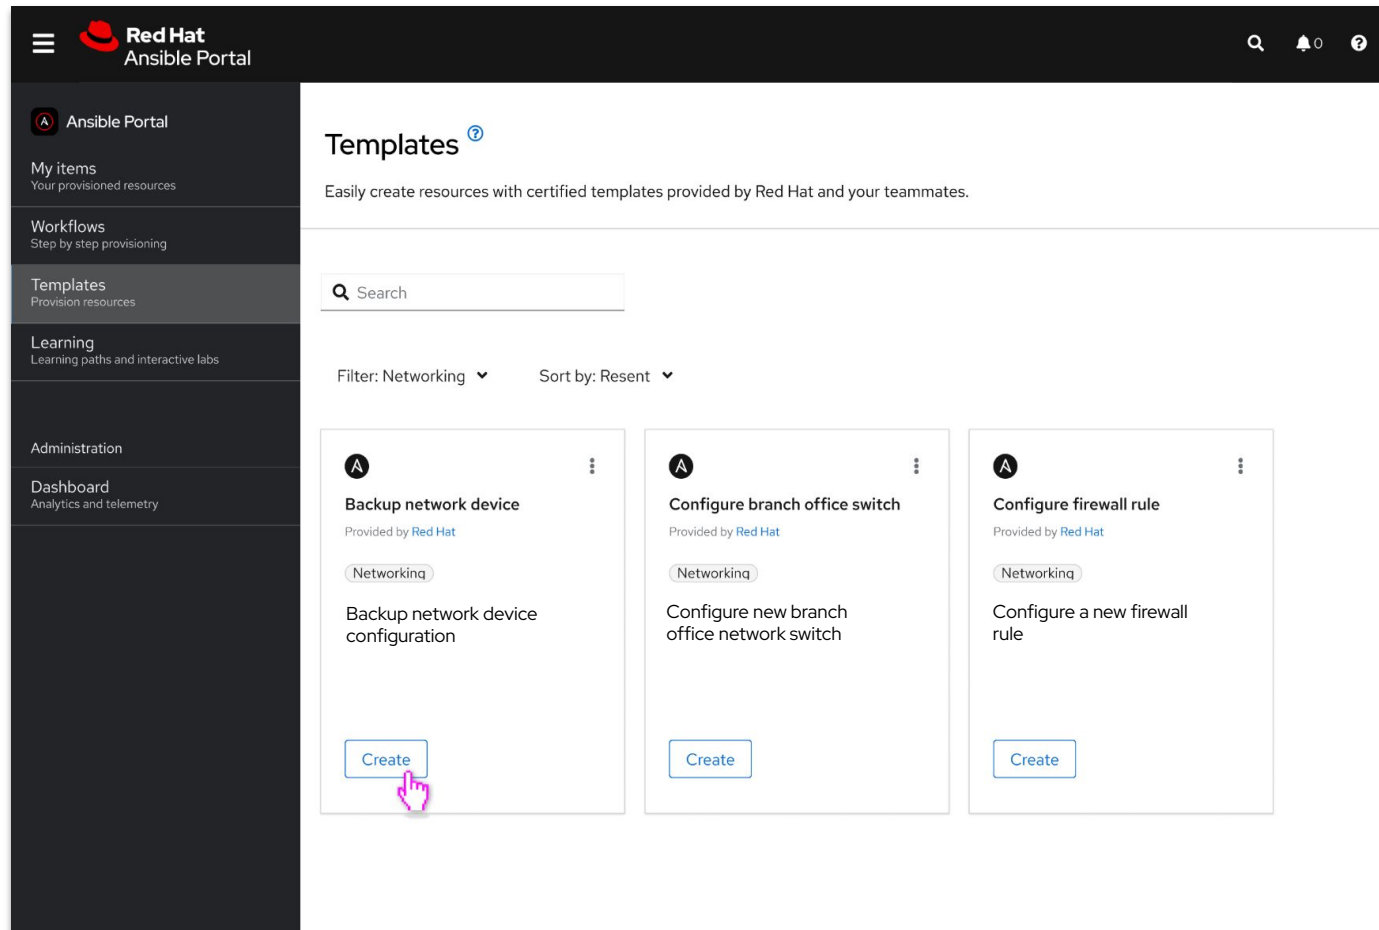 Red Hat
Ansible Portal
0
Ansible Portal
My items
Your provisioned resources
Workflows
Step by step provisioning
Templates
Provision resources
Learning
Learning paths and interactive labs
Administration
Dashboard
Analytics and telemetry
Templates
Easily create resources with certified templates provided by Red Hat and your teammates.
Search
Filter: Networking
Sort by: Resent
Backup network device
Provided by Red Hat
Networking
Backup network device
configuration
Create
Configure branch office switch
Provided by Red Hat
Networking
Configure new branch
office network switch
Create
Configure firewall rule
Provided by Red Hat
Networking
Configure a new firewall
rule
Create